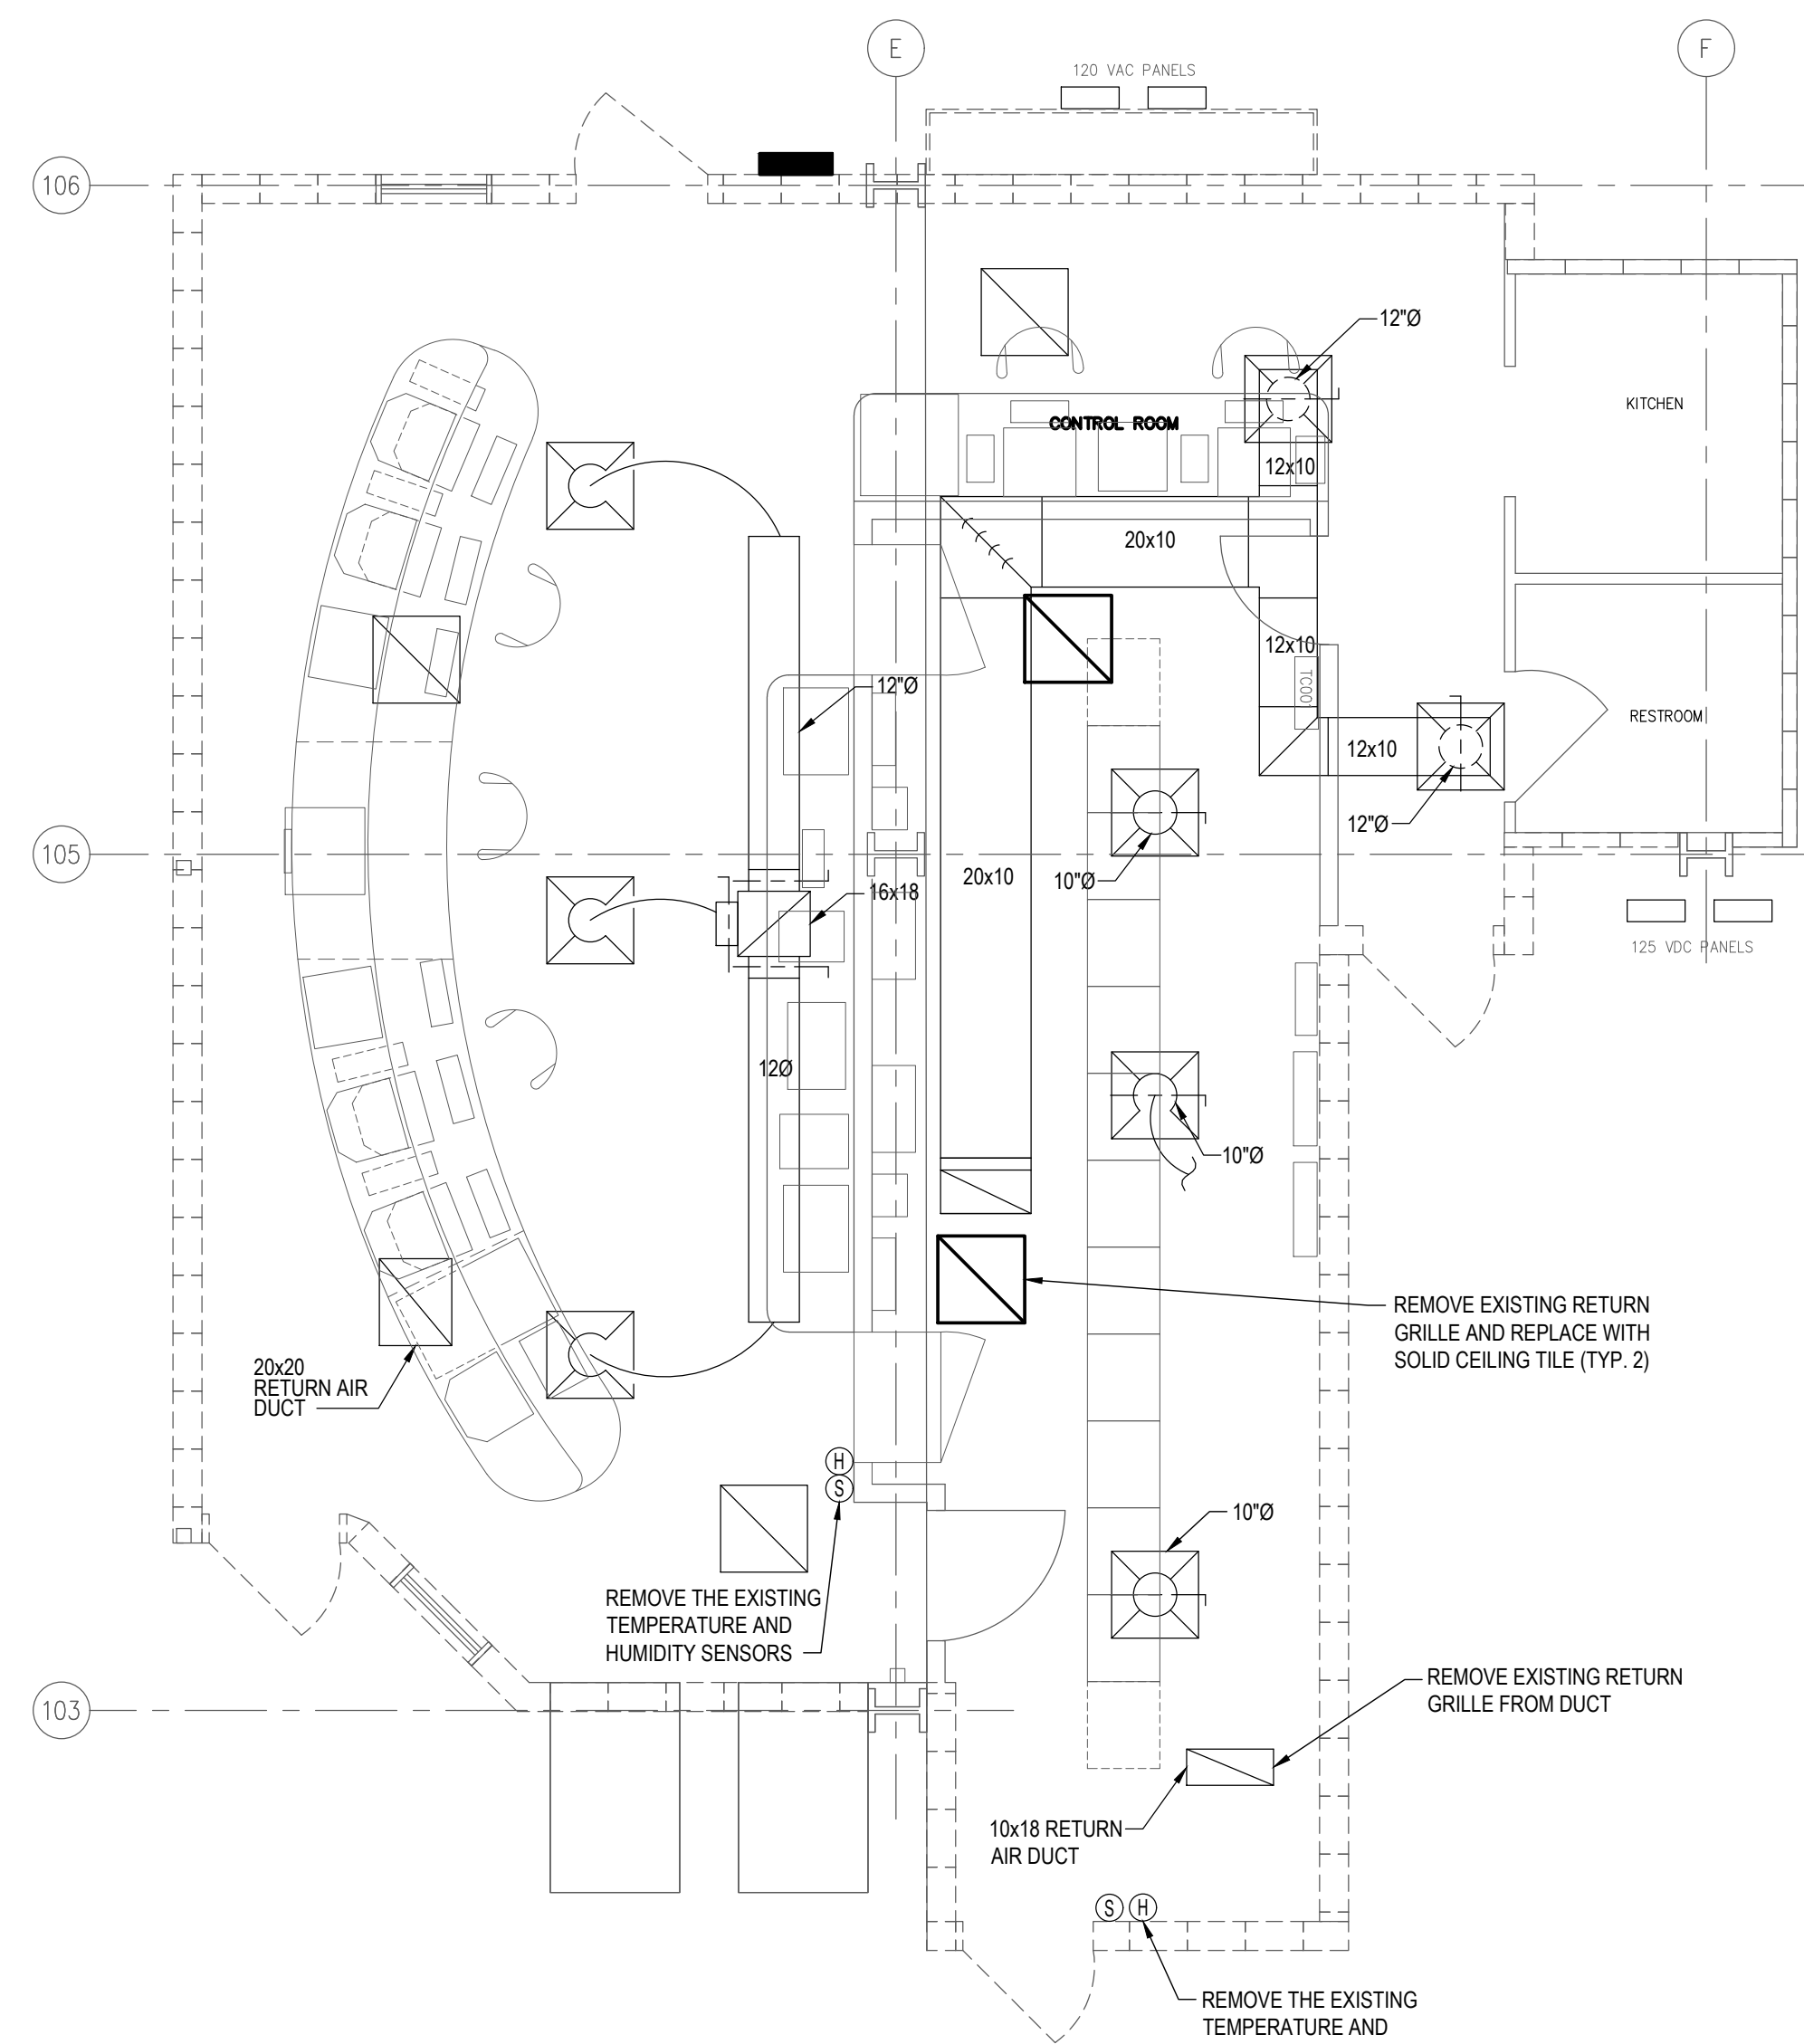 E
F
120 VAC PANELS
106
12"Ø
KITCHEN
CONTROL ROOM
12x10
20x10
12x10
TC00
12"Ø
RESTROOM
12x10
12"Ø
105
20x10
10"Ø
16x18
125 VDC PANELS
12Ø
10"Ø
REMOVE EXISTING RETURN
GRILLE AND REPLACE WITH
SOLID CEILING TILE (TYP. 2)
20x20
RETURN AIR
DUCT
H
S
10"Ø
REMOVE THE EXISTING
TEMPERATURE AND
HUMIDITY SENSORS
REMOVE EXISTING RETURN
GRILLE FROM DUCT
103
10x18 RETURN
AIR DUCT
S H
REMOVE THE EXISTING
TEMPERATURE AND